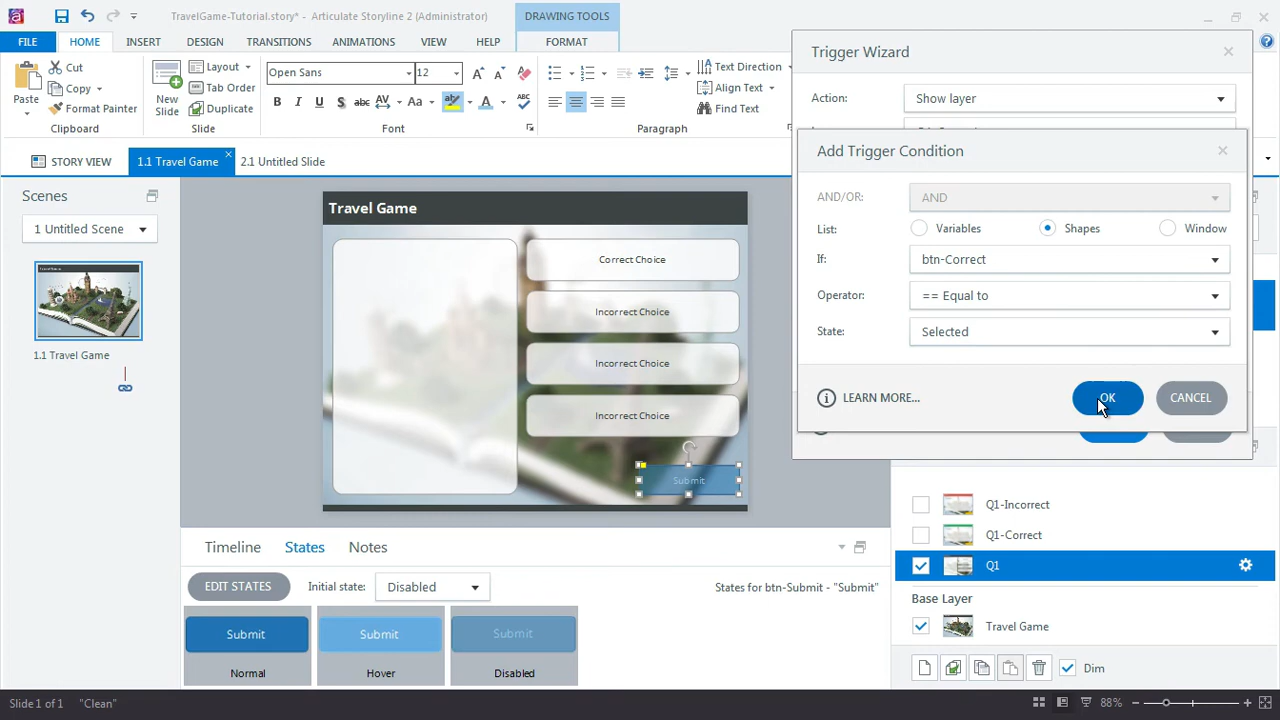 TravelGame-Tutorial.story* - Articulate Storyline 2 (Administrator)
DRAWING TOOLS
FILE HOME INSERT DESIGN TRANSITIONS ANIMATIONS VIEW HELP FORMAT
Paste
Cut
Copy
Format Painter
Clipboard
New Slide
Layout
Tab Order
Duplicate
Slide
Open Sans 12
B I U abc AV Aa A ABC
Font
Text Direction
Align Text
Find Text
Paragraph
STORY VIEW
1.1 Travel Game
2.1 Untitled Slide
Scenes
1 Untitled Scene
1.1 Travel Game
Travel Game
Correct Choice
Incorrect Choice
Incorrect Choice
Incorrect Choice
Submit
Trigger Wizard
Action: Show layer
Add Trigger Condition
AND/OR: AND
List: Variables Shapes Window
If: btn-Correct
Operator: == Equal to
State: Selected
LEARN MORE...
OK
CANCEL
Timeline States Notes
EDIT STATES Initial state: Disabled States for btn-Submit - "Submit"
Submit Submit Submit
Normal Hover Disabled
Q1-Incorrect
Q1-Correct
Q1
Base Layer
Travel Game
Dim
Slide 1 of 1 "Clean"
88%